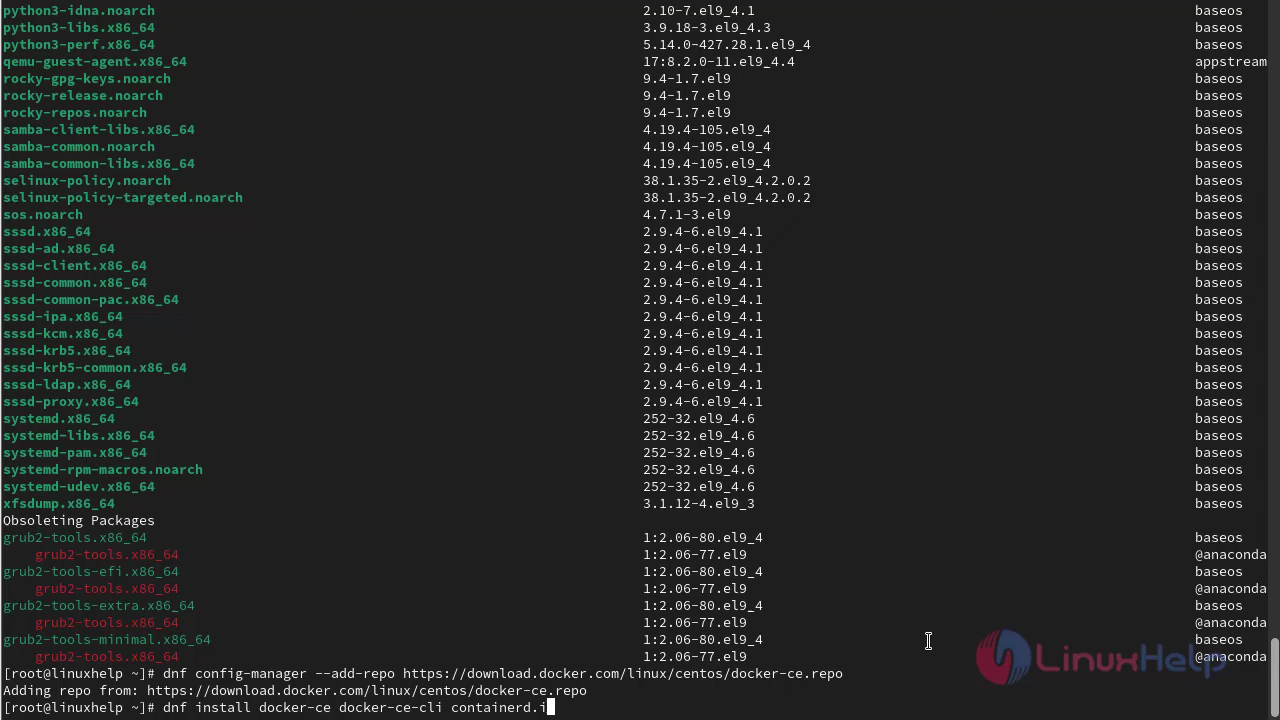 python3-idna.noarch 2.10-7.el9_4.1 baseos
python3-libs.x86_64 3.9.18-3.el9_4.3 baseos
python3-perf.x86_64 5.14.0-427.28.1.el9_4 baseos
qemu-guest-agent.x86_64 17:8.2.0-11.el9_4.4 appstream
rocky-gpg-keys.noarch 9.4-1.7.el9 baseos
rocky-release.noarch 9.4-1.7.el9 baseos
rocky-repos.noarch 9.4-1.7.el9 baseos
samba-client-libs.x86_64 4.19.4-105.el9_4 baseos
samba-common.noarch 4.19.4-105.el9_4 baseos
samba-common-libs.x86_64 4.19.4-105.el9_4 baseos
selinux-policy.noarch 38.1.35-2.el9_4.2.0.2 baseos
selinux-policy-targeted.noarch 38.1.35-2.el9_4.2.0.2 baseos
sos.noarch 4.7.1-3.el9 baseos
sssd.x86_64 2.9.4-6.el9_4.1 baseos
sssd-ad.x86_64 2.9.4-6.el9_4.1 baseos
sssd-client.x86_64 2.9.4-6.el9_4.1 baseos
sssd-common.x86_64 2.9.4-6.el9_4.1 baseos
sssd-common-pac.x86_64 2.9.4-6.el9_4.1 baseos
sssd-ipa.x86_64 2.9.4-6.el9_4.1 baseos
sssd-kcm.x86_64 2.9.4-6.el9_4.1 baseos
sssd-krb5.x86_64 2.9.4-6.el9_4.1 baseos
sssd-krb5-common.x86_64 2.9.4-6.el9_4.1 baseos
sssd-ldap.x86_64 2.9.4-6.el9_4.1 baseos
sssd-proxy.x86_64 2.9.4-6.el9_4.1 baseos
systemd.x86_64 252-32.el9_4.6 baseos
systemd-libs.x86_64 252-32.el9_4.6 baseos
systemd-pam.x86_64 252-32.el9_4.6 baseos
systemd-rpm-macros.noarch 252-32.el9_4.6 baseos
systemd-udev.x86_64 252-32.el9_4.6 baseos
xfsdump.x86_64 3.1.12-4.el9_3 baseos
Obsoleting Packages
grub2-tools.x86_64 1:2.06-80.el9_4 baseos
grub2-tools.x86_64 1:2.06-77.el9 @anaconda
grub2-tools-efi.x86_64 1:2.06-80.el9_4 baseos
grub2-tools.x86_64 1:2.06-77.el9 @anaconda
grub2-tools-extra.x86_64 1:2.06-80.el9_4 baseos
grub2-tools.x86_64 1:2.06-77.el9 @anaconda
grub2-tools-minimal.x86_64 1:2.06-80.el9_4 baseos
grub2-tools.x86_64 1:2.06-77.el9 @anaconda
LinuxHelp
[root@linuxhelp ~]# dnf config-manager --add-repo https://download.docker.com/linux/centos/docker-ce.repo
Adding repo from: https://download.docker.com/linux/centos/docker-ce.repo
[root@linuxhelp ~]# dnf install docker-ce docker-ce-cli containerd.i